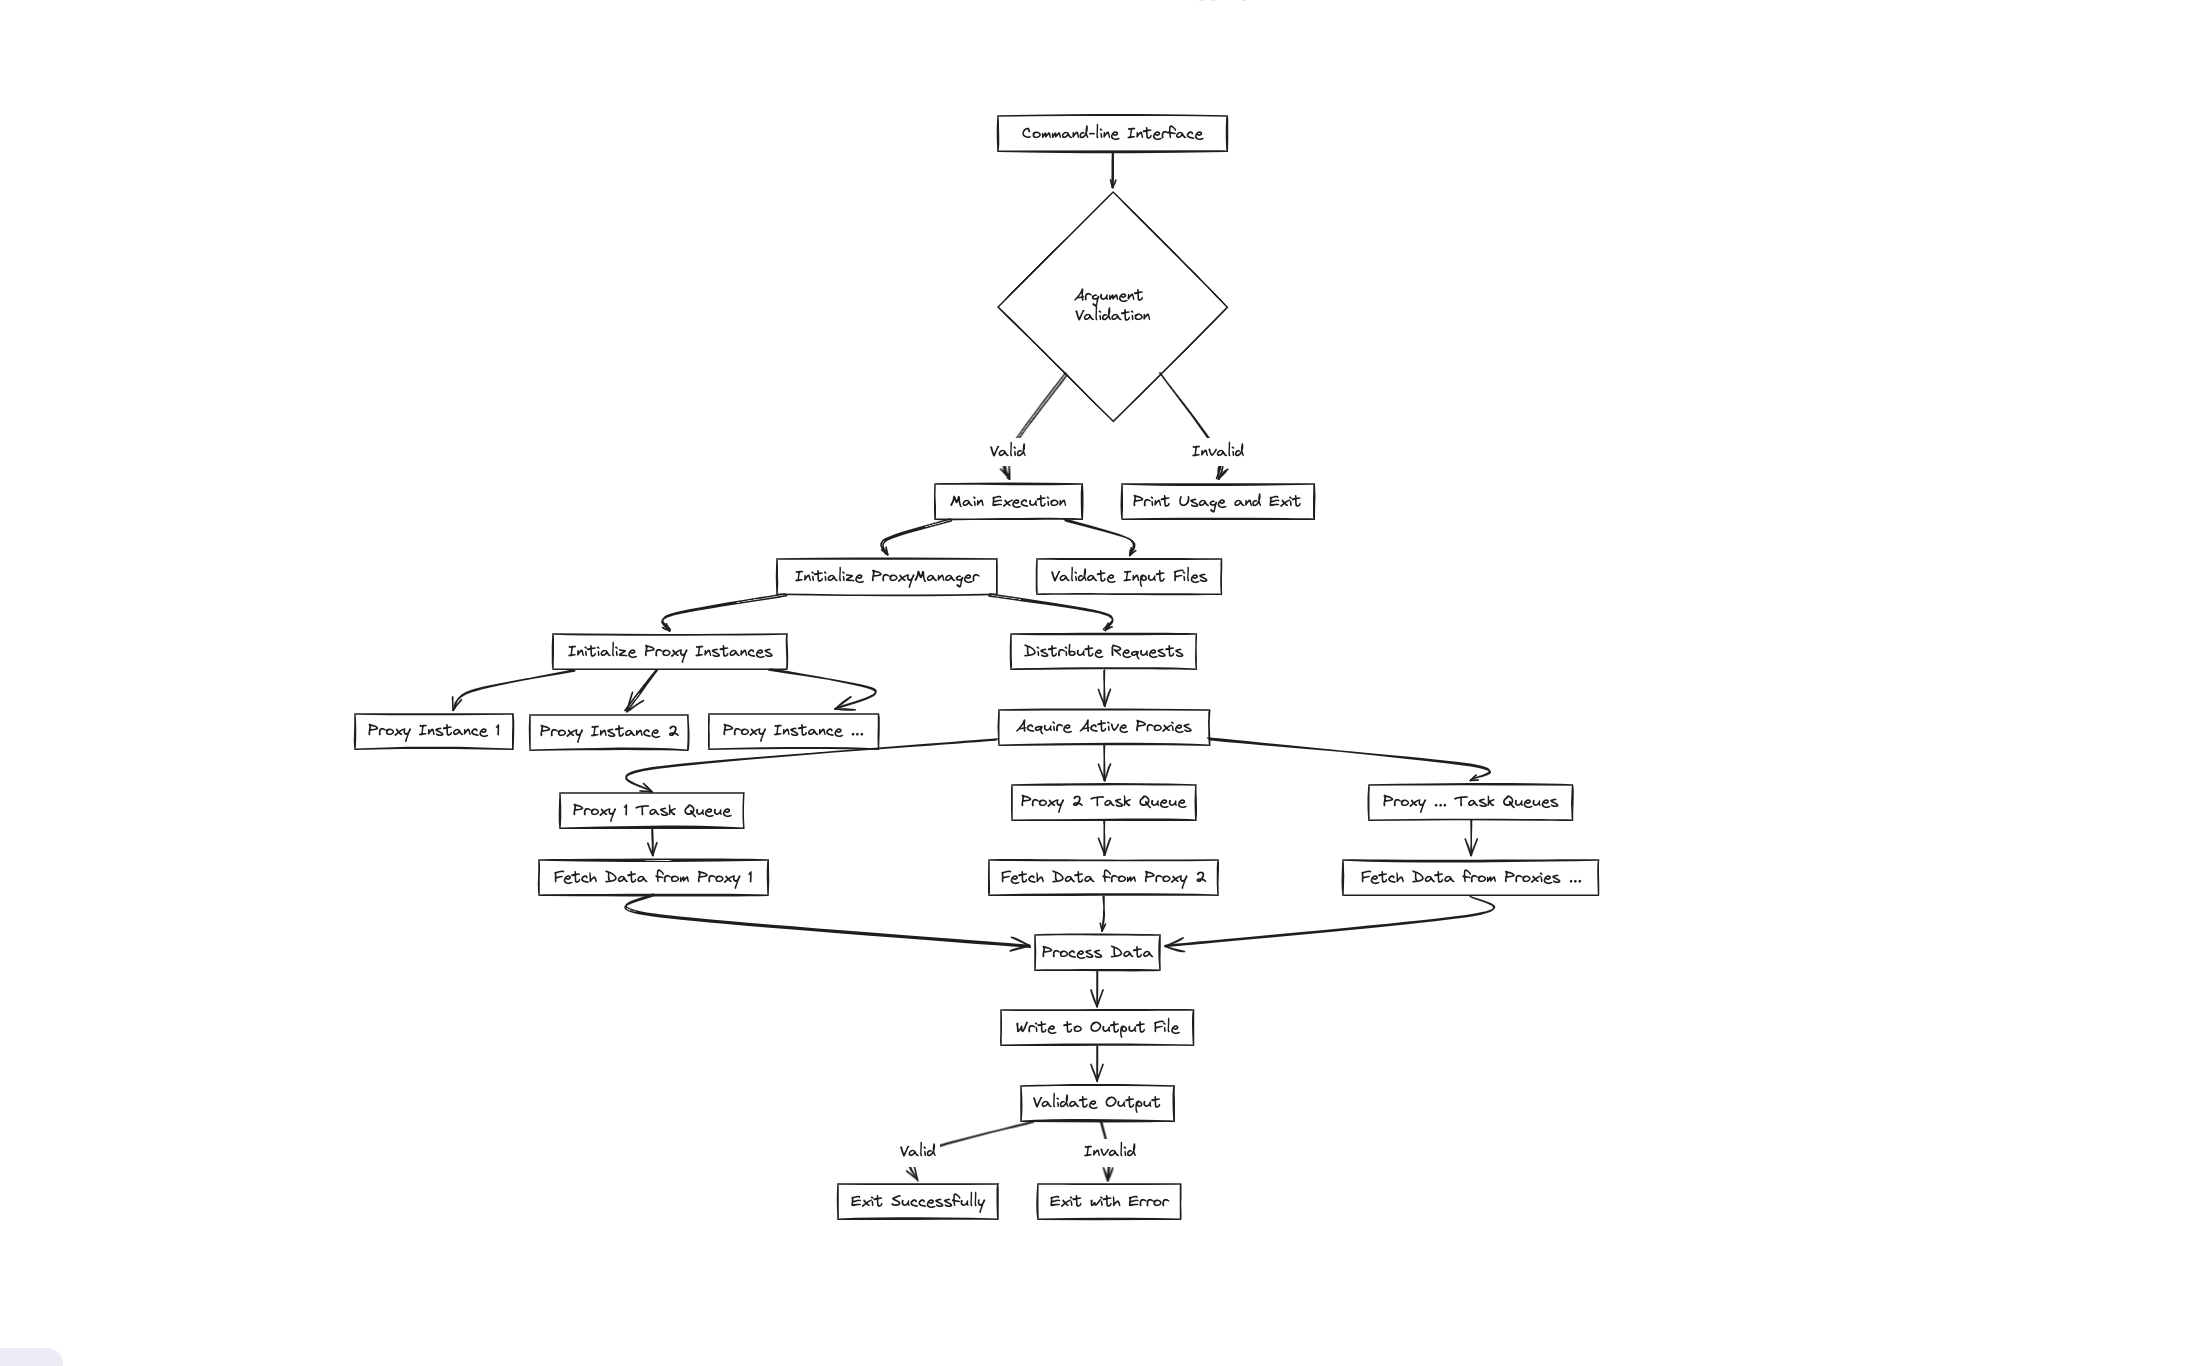 Command-line Interface
Argument
Validation
Valid
Invalid
Main Execution
Print Usage and Exit
Initialize ProxyManager
Validate Input Files
Initialize Proxy Instances
Distribute Requests
Proxy Instance 1
Proxy Instance 2
Proxy Instance ...
Acquire Active Proxies
Proxy 1 Task Queue
Proxy 2 Task Queue
Proxy ... Task Queues
Fetch Data from Proxy 1
Fetch Data from Proxy 2
Fetch Data from Proxies ...
Process Data
Write to Output File
Validate Output
Valid
Invalid
Exit Successfully
Exit with Error